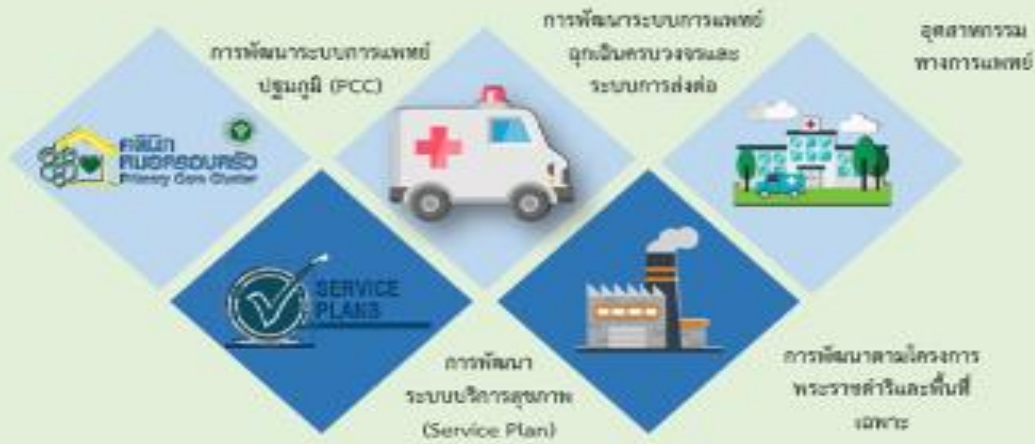 การพัฒนาระบบการแพทย์
ปฐมภูมิ (PCC)
การพัฒนาระบบการแพทย์
ฉุกเฉินครบวงจรและ
ระบบการส่งต่อ
อุตสาหกรรม
ทางการแพทย์
คลินิก
หมอครอบครัว
Primary Care Cluster
SERVICE
PLANS
การพัฒนา
ระบบบริการสุขภาพ
(Service Plan)
การพัฒนาตามโครงการ
พระราชดำริและพื้นที่
เฉพาะ